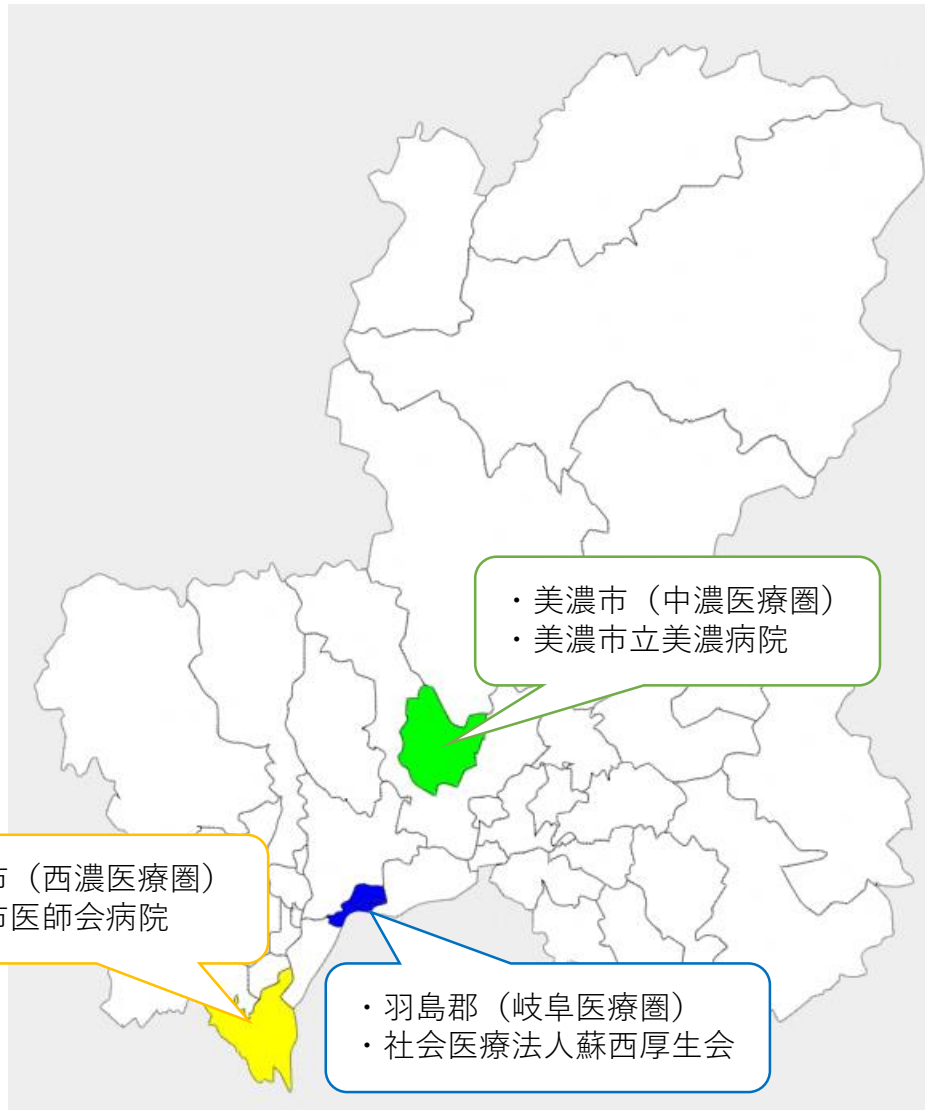 ・美濃市（中濃医療圏）
・美濃市立美濃病院
市（西濃医療圏）
市医師会病院
・羽島郡（岐阜医療圏）
・社会医療法人蘇西厚生会